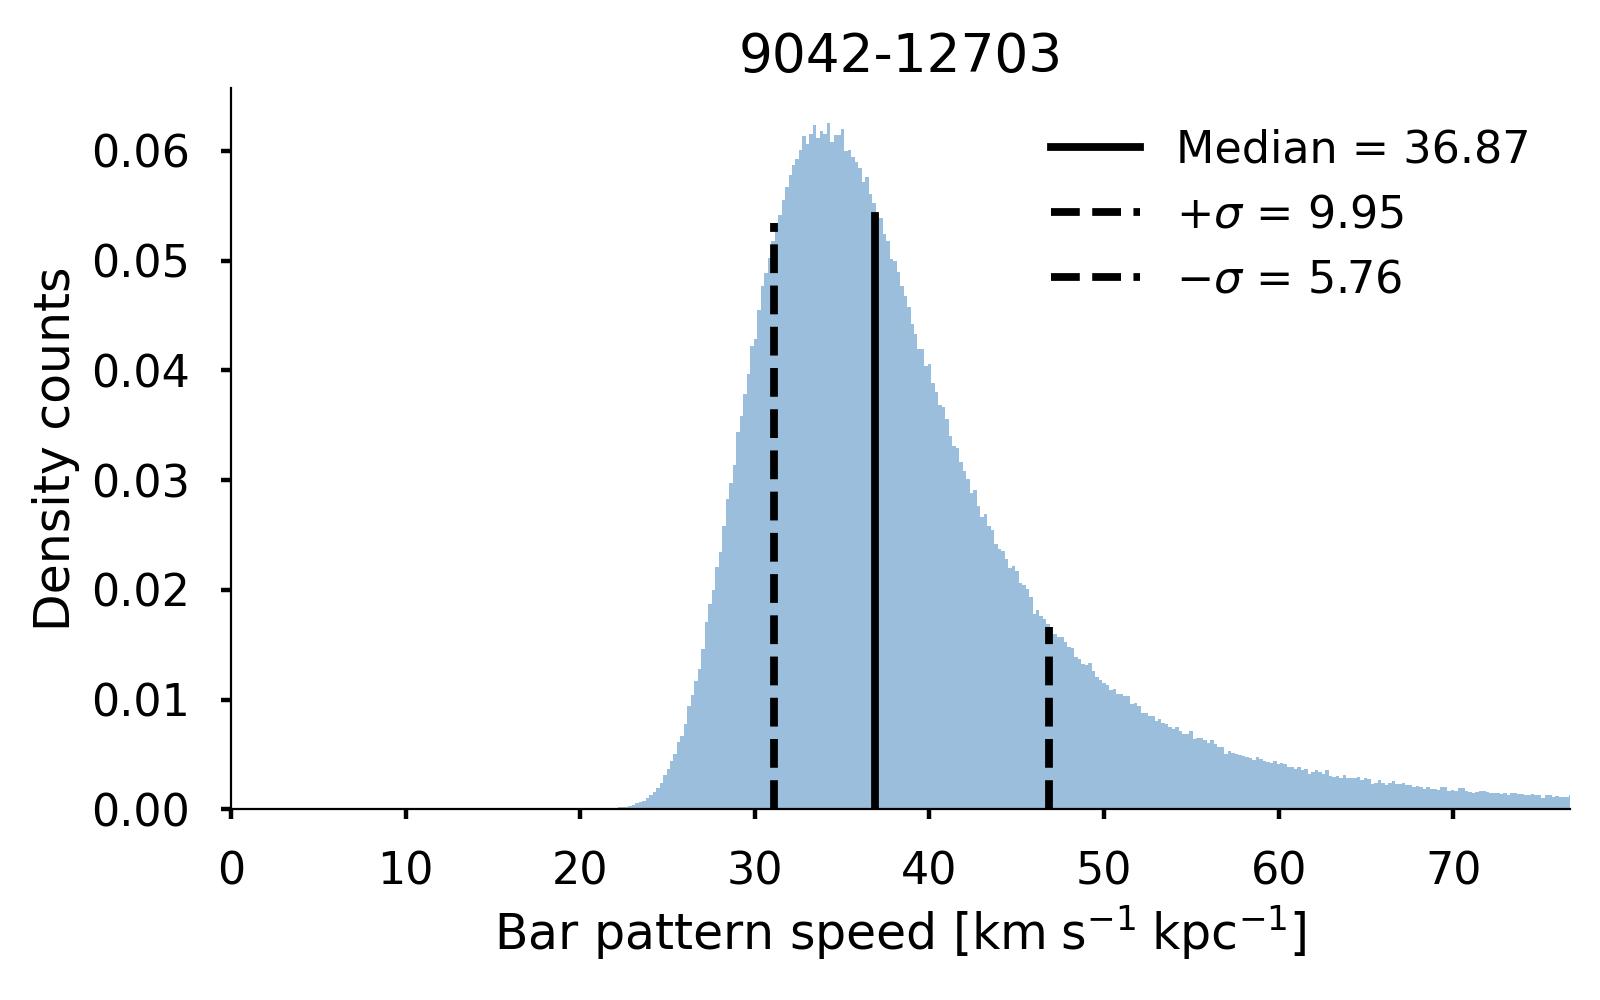 9042-12703
Median = 36.87
+σ = 9.95
−σ = 5.76
Density counts
0.06
0.05
0.04
0.03
0.02
0.01
0.00
0 10 20 30 40 50 60 70
Bar pattern speed [km s⁻¹ kpc⁻¹]